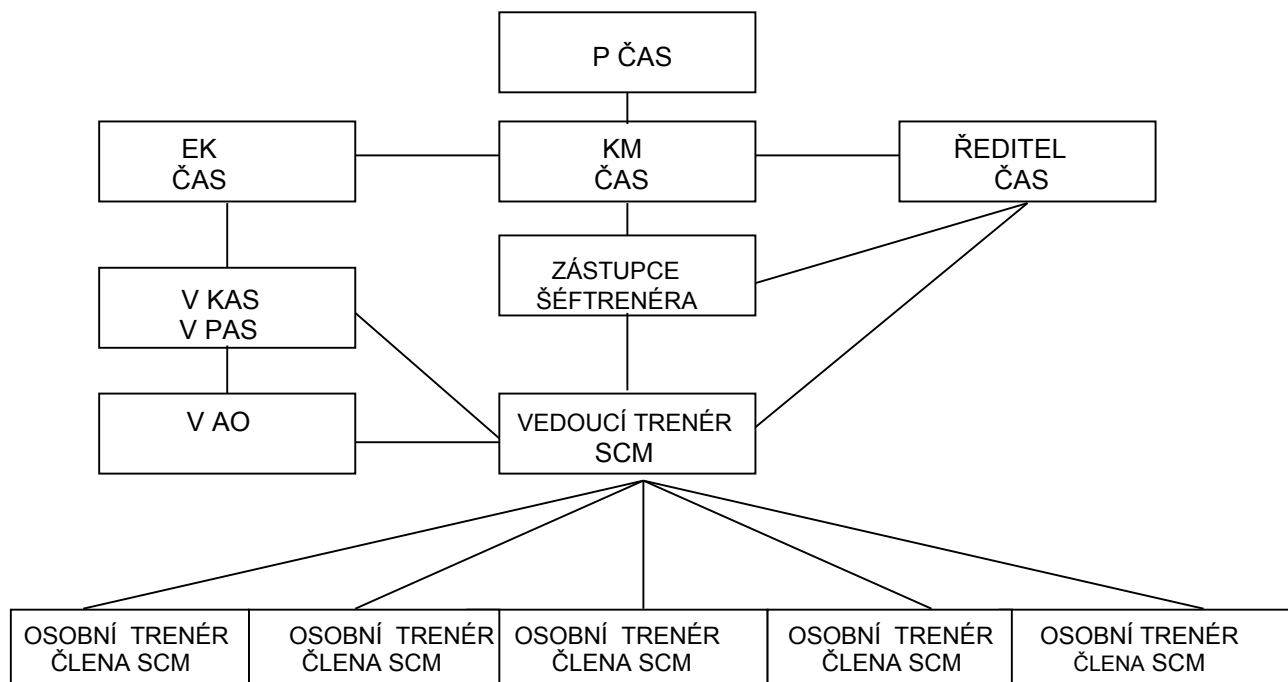 P ČAS
EK
ČAS
KM
ČAS
ŘEDITEL
ČAS
ZÁSTUPCE
ŠÉFTRENÉRA
V KAS
V PAS
V AO
VEDOUCÍ TRENÉR
SCM
OSOBNÍ TRENÉR
ČLENA SCM
OSOBNÍ TRENÉR
ČLENA SCM
OSOBNÍ TRENÉR
ČLENA SCM
OSOBNÍ TRENÉR
ČLENA SCM
OSOBNÍ TRENÉR
ČLENA SCM